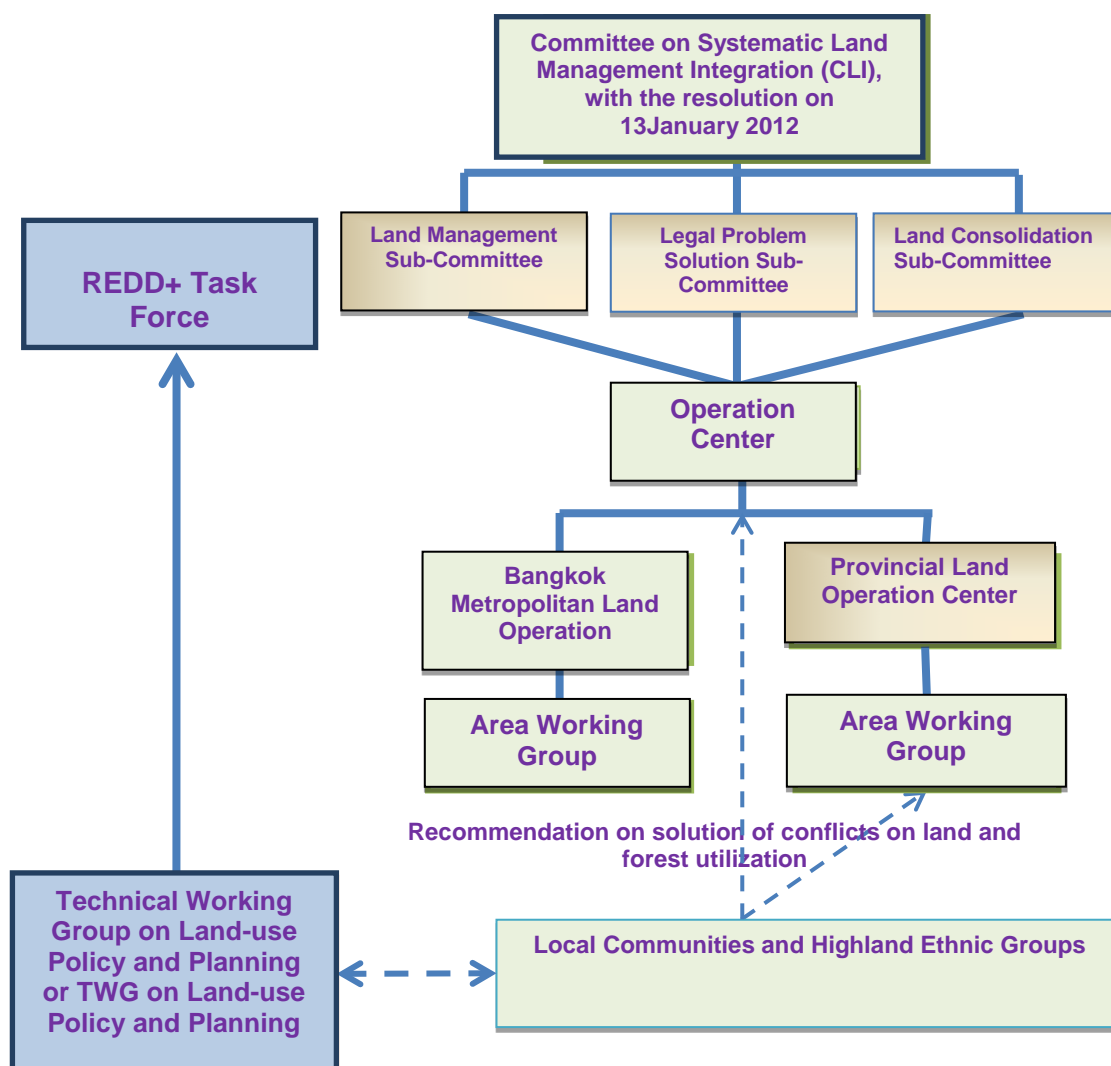 Committee on Systematic Land
Management Integration (CLI),
with the resolution on
13January 2012
Land Management
Sub-Committee
Legal Problem
Solution Sub-
Committee
Land Consolidation
Sub-Committee
REDD+ Task
Force
Operation
Center
Bangkok
Metropolitan Land
Operation
Provincial Land
Operation Center
Area Working
Group
Area Working
Group
Recommendation on solution of conflicts on land and
forest utilization
Technical Working
Group on Land-use
Policy and Planning
or TWG on Land-use
Policy and Planning
Local Communities and Highland Ethnic Groups